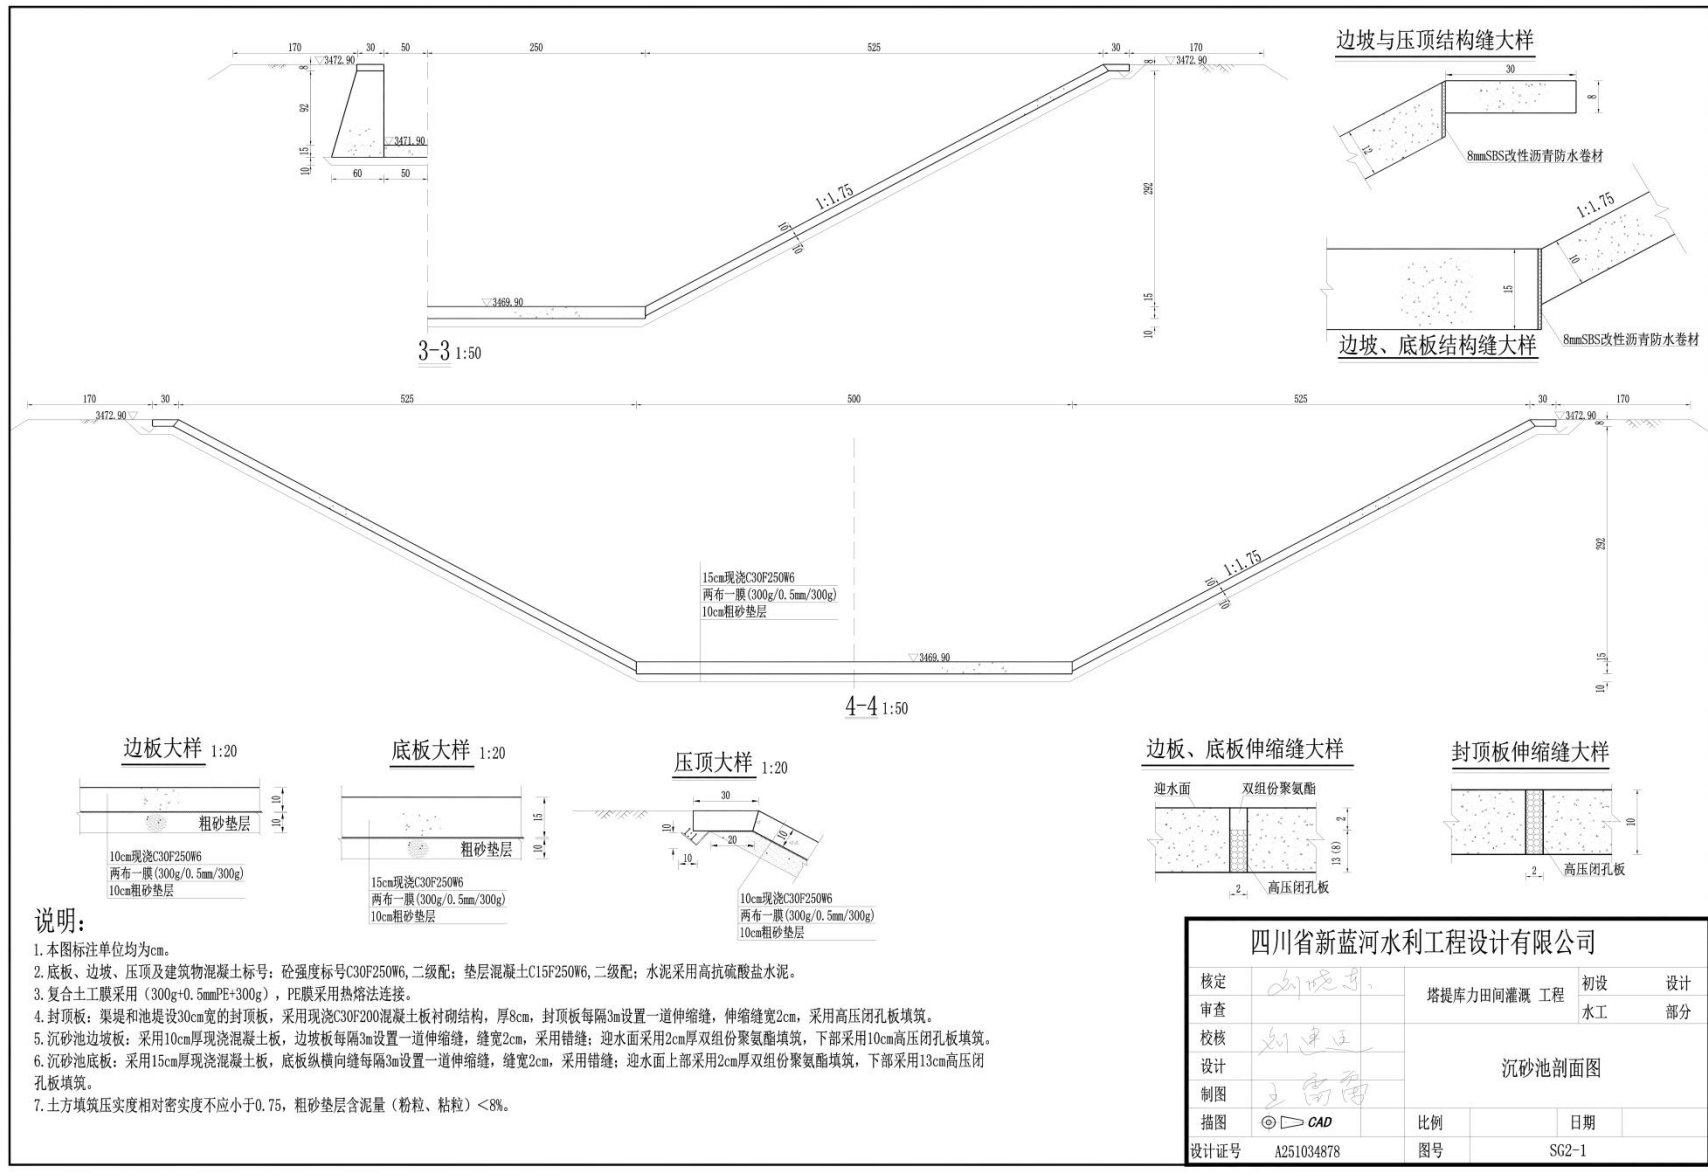 170 30 50 250 525 30 170
3472.90
3472.90
8
92
15
10
3471.90
60 50
1:1.75
10
10
8
292
15
10
3469.90
3-3 1:50
边坡与压顶结构缝大样
30
8
12
8mmSBS改性沥青防水卷材
1:1.75
10
15
8mmSBS改性沥青防水卷材
边坡、底板结构缝大样
170 30 525 500 525 30 170
3472.90
3472.90
8
292
15
10
1:1.75
10
10
15cm现浇C30F250W6
两布一膜(300g/0.5mm/300g)
10cm粗砂垫层
3469.90
4-4 1:50
边板大样 1:20
10
10
粗砂垫层
10cm现浇C30F250W6
两布一膜(300g/0.5mm/300g)
10cm粗砂垫层
底板大样 1:20
15
10
粗砂垫层
15cm现浇C30F250W6
两布一膜(300g/0.5mm/300g)
10cm粗砂垫层
压顶大样 1:20
30
10
1:1
20
10
10
10cm现浇C30F250W6
两布一膜(300g/0.5mm/300g)
10cm粗砂垫层
边板、底板伸缩缝大样
迎水面 双组份聚氨酯
2
13(8)
2
高压闭孔板
封顶板伸缩缝大样
10
2
高压闭孔板
说明：
1.本图标注单位均为cm。
2.底板、边坡、压顶及建筑物混凝土标号：砼强度标号C30F250W6,二级配；垫层混凝土C15F250W6,二级配；水泥采用高抗硫酸盐水泥。
3.复合土工膜采用（300g+0.5mmPE+300g），PE膜采用热熔法连接。
4.封顶板：渠堤和池堤设30cm宽的封顶板，采用现浇C30F200混凝土板衬砌结构，厚8cm，封顶板每隔3m设置一道伸缩缝，伸缩缝宽2cm，采用高压闭孔板填筑。
5.沉砂池边坡板：采用10cm厚现浇混凝土板，边坡板每隔3m设置一道伸缩缝，缝宽2cm，采用错缝；迎水面采用2cm厚双组份聚氨酯填筑，下部采用10cm高压闭孔板填筑。
6.沉砂池底板：采用15cm厚现浇混凝土板，底板纵横向缝每隔3m设置一道伸缩缝，缝宽2cm，采用错缝；迎水面上部采用2cm厚双组份聚氨酯填筑，下部采用13cm高压闭
孔板填筑。
7.土方填筑压实度相对密实度不应小于0.75，粗砂垫层含泥量（粉粒、粘粒）＜8%。
四川省新蓝河水利工程设计有限公司
核定 塔提库力田间灌溉 工程 初设 设计
审查 水工 部分
校核
设计 沉砂池剖面图
制图
描图 CAD 比例 日期
设计证号 A251034878 图号 SG2-1